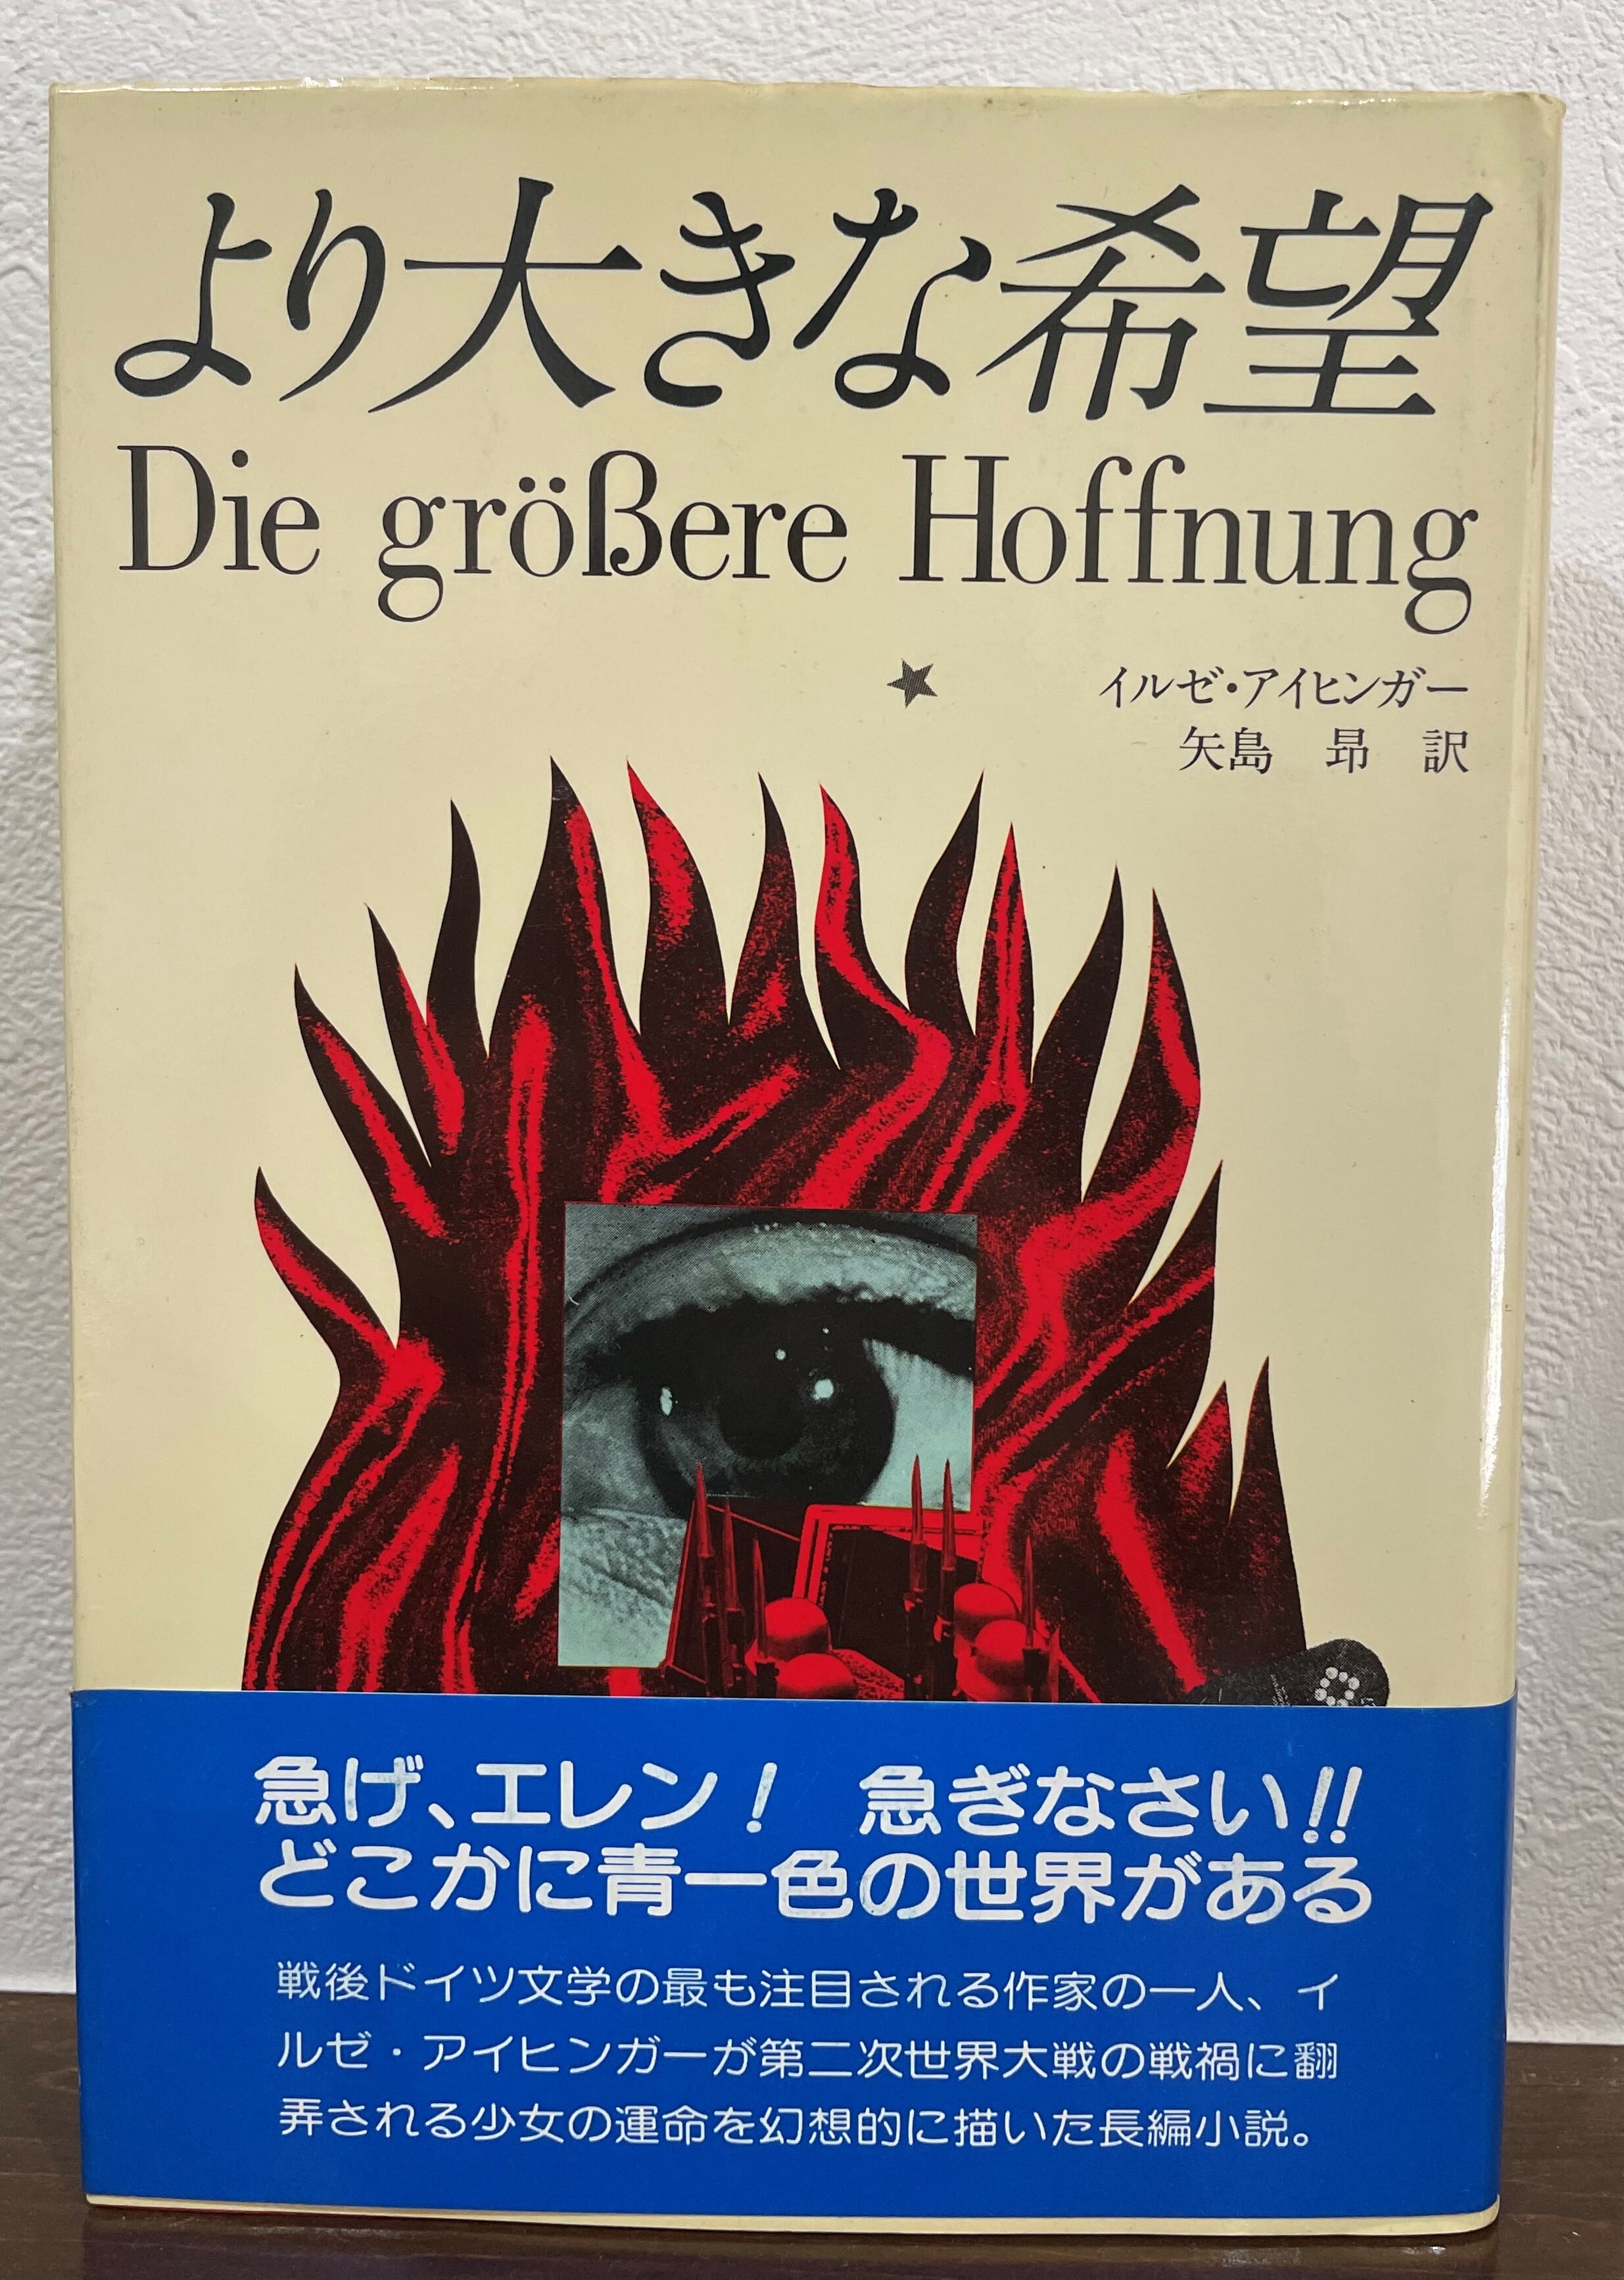 より大きな希望
Die größere Hoffnung
イルゼ・アイヒンガー
矢島 昂 訳
急げ、エレン! 急ぎなさい!!
どこかに青一色の世界がある
戦後ドイツ文学の最も注目される作家の一人、イ
ルゼ・アイヒンガーが第二次世界大戦の戦禍に翻
弄される少女の運命を幻想的に描いた長編小説。